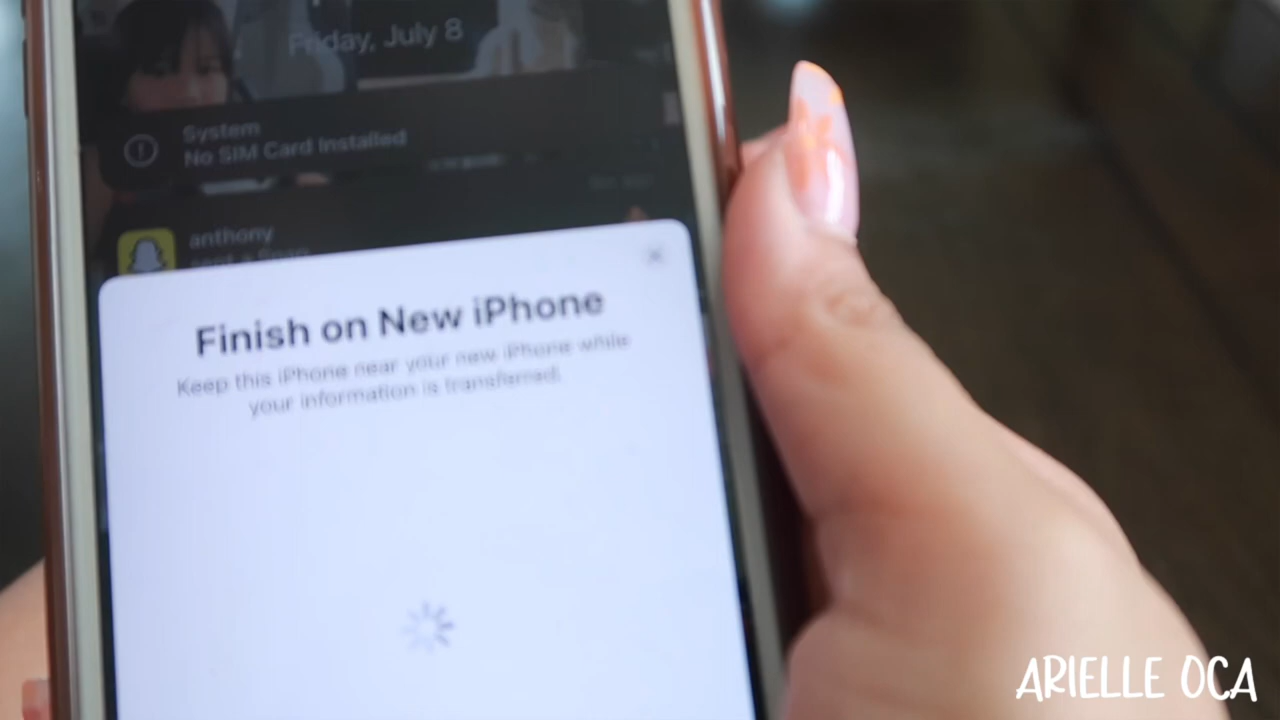 Friday, July 8
System
No SIM Card Installed
anthony
Finish on New iPhone
Keep this iPhone near your new iPhone while
your information is transferred.
ARIELLE OCA